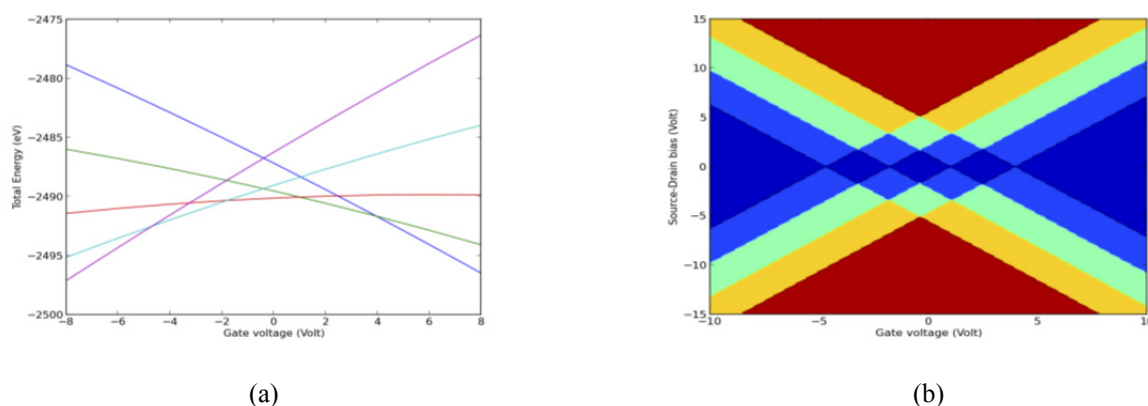 −2475
−2480
−2485
−2490
−2495
−2500
Total Energy (eV)
−8 −6 −4 −2 0 2 4 6 8
Gate voltage (Volt)
15
10
5
0
−5
−10
−15
Source-Drain bias (Volt)
−10 −5 0 5 10
Gate voltage (Volt)
(a)
(b)